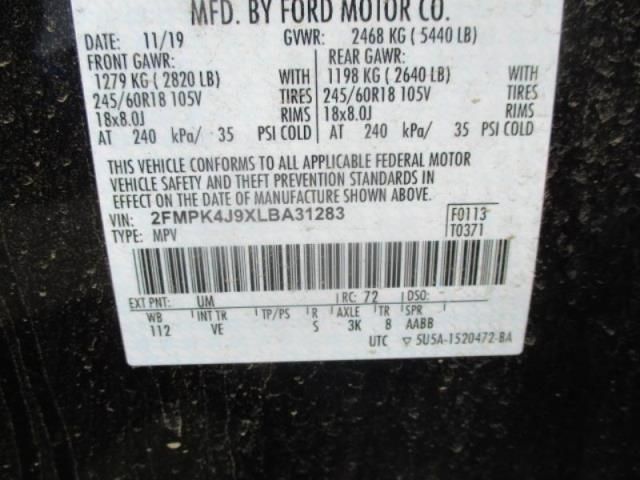 MFD. BY FORD MOTOR CO.
DATE: 11/19 GVWR: 2468 KG ( 5440 LB)
FRONT GAWR: REAR GAWR:
1279 KG ( 2820 LB) WITH 1198 KG ( 2640 LB) WITH
245/60R18 105V TIRES 245/60R18 105V TIRES
18x8.0J RIMS 18x8.0J RIMS
AT 240 kPa/ 35 PSI COLD AT 240 kPa/ 35 PSI COLD
THIS VEHICLE CONFORMS TO ALL APPLICABLE FEDERAL MOTOR
VEHICLE SAFETY AND THEFT PREVENTION STANDARDS IN
EFFECT ON THE DATE OF MANUFACTURE SHOWN ABOVE.
VIN: 2FMPK4J9XLBA31283 F0113
TYPE: MPV T0371
EXT PNT: UM RC: 72 DSO:
WB INT TR TP/PS R AXLE TR SPR
112 VE S 3K 8 AABB
UTC ▽ 5U5A-1520472-BA